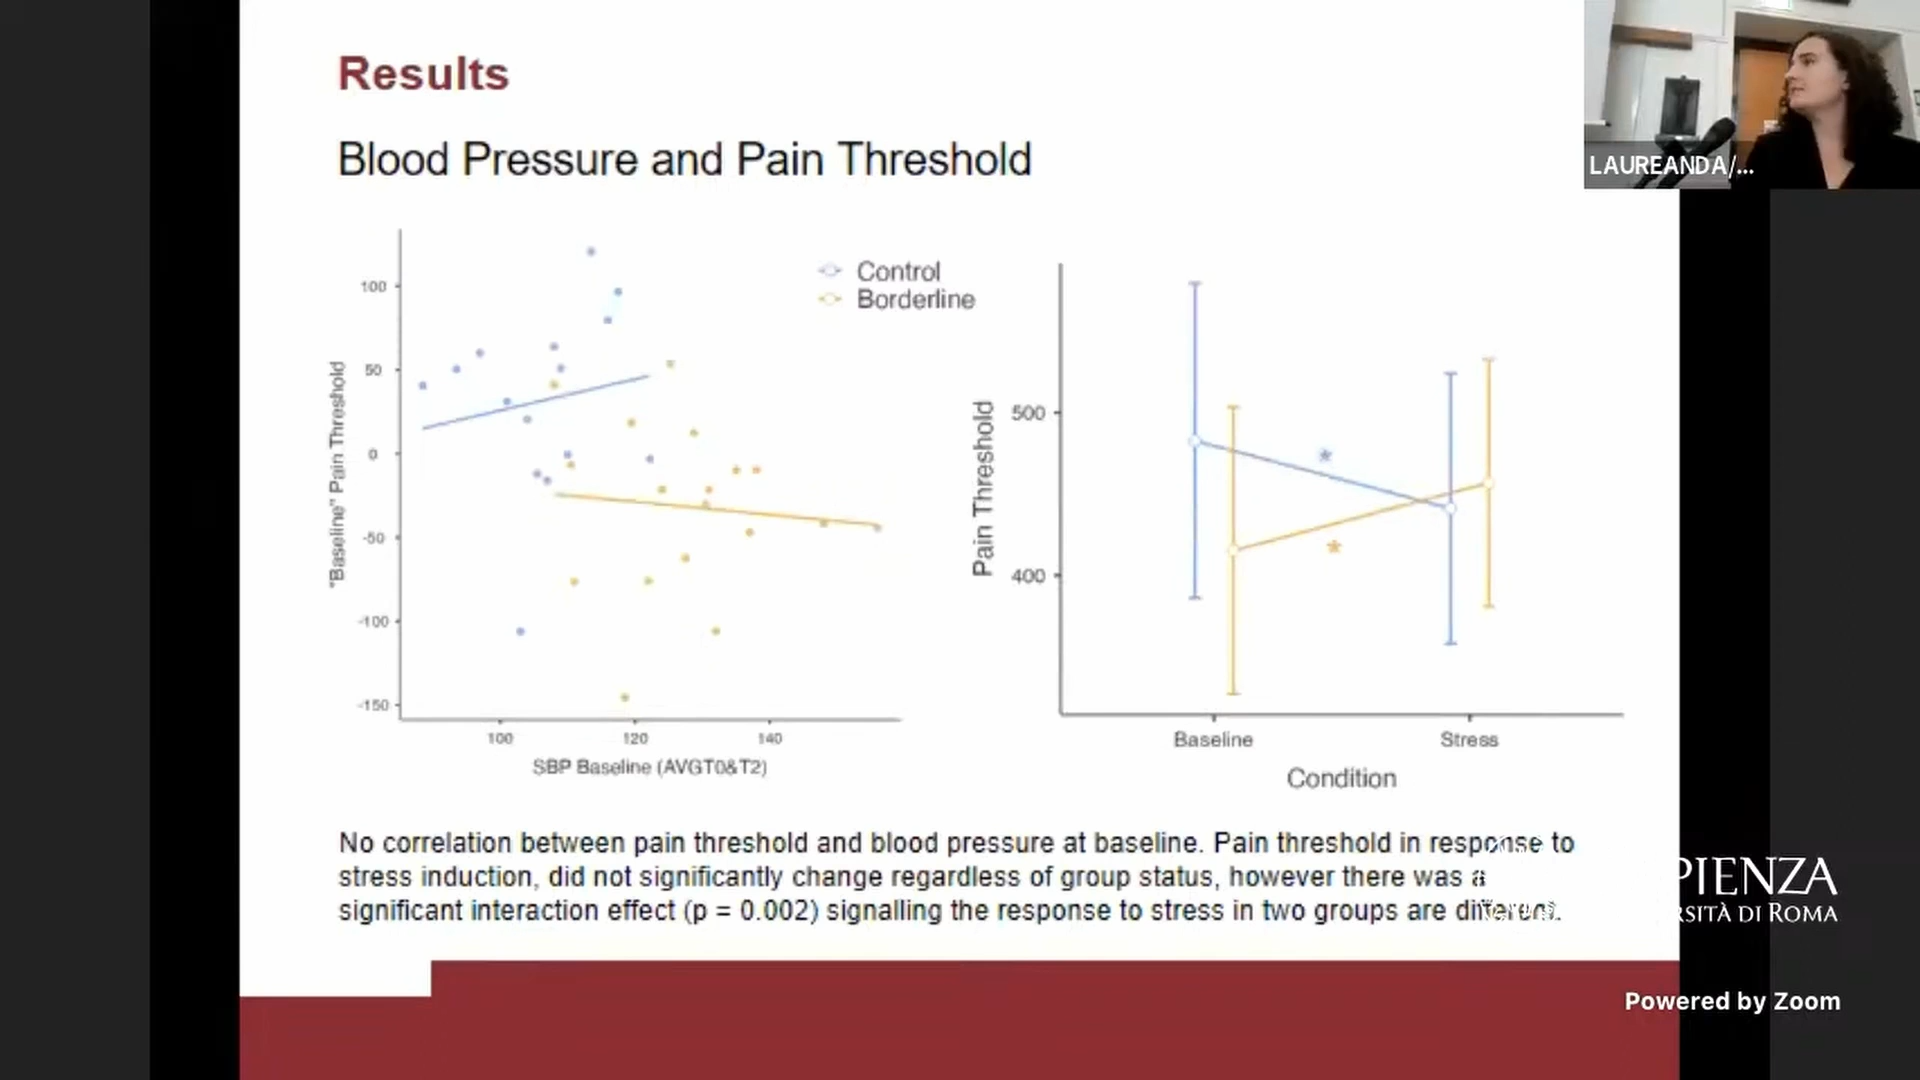 Results
Blood Pressure and Pain Threshold
LAUREANDA/...
Control
Borderline
100
50
0
-50
-100
-150
"Baseline" Pain Threshold
100
120
140
SBP Baseline (AVGT0&T2)
Pain Threshold
500
400
Baseline
Stress
Condition
No correlation between pain threshold and blood pressure at baseline. Pain threshold in response to
stress induction, did not significantly change regardless of group status, however there was a
significant interaction effect (p = 0.002) signalling the response to stress in two groups are
PIENZA
RSITÀ DI ROMA
Powered by Zoom